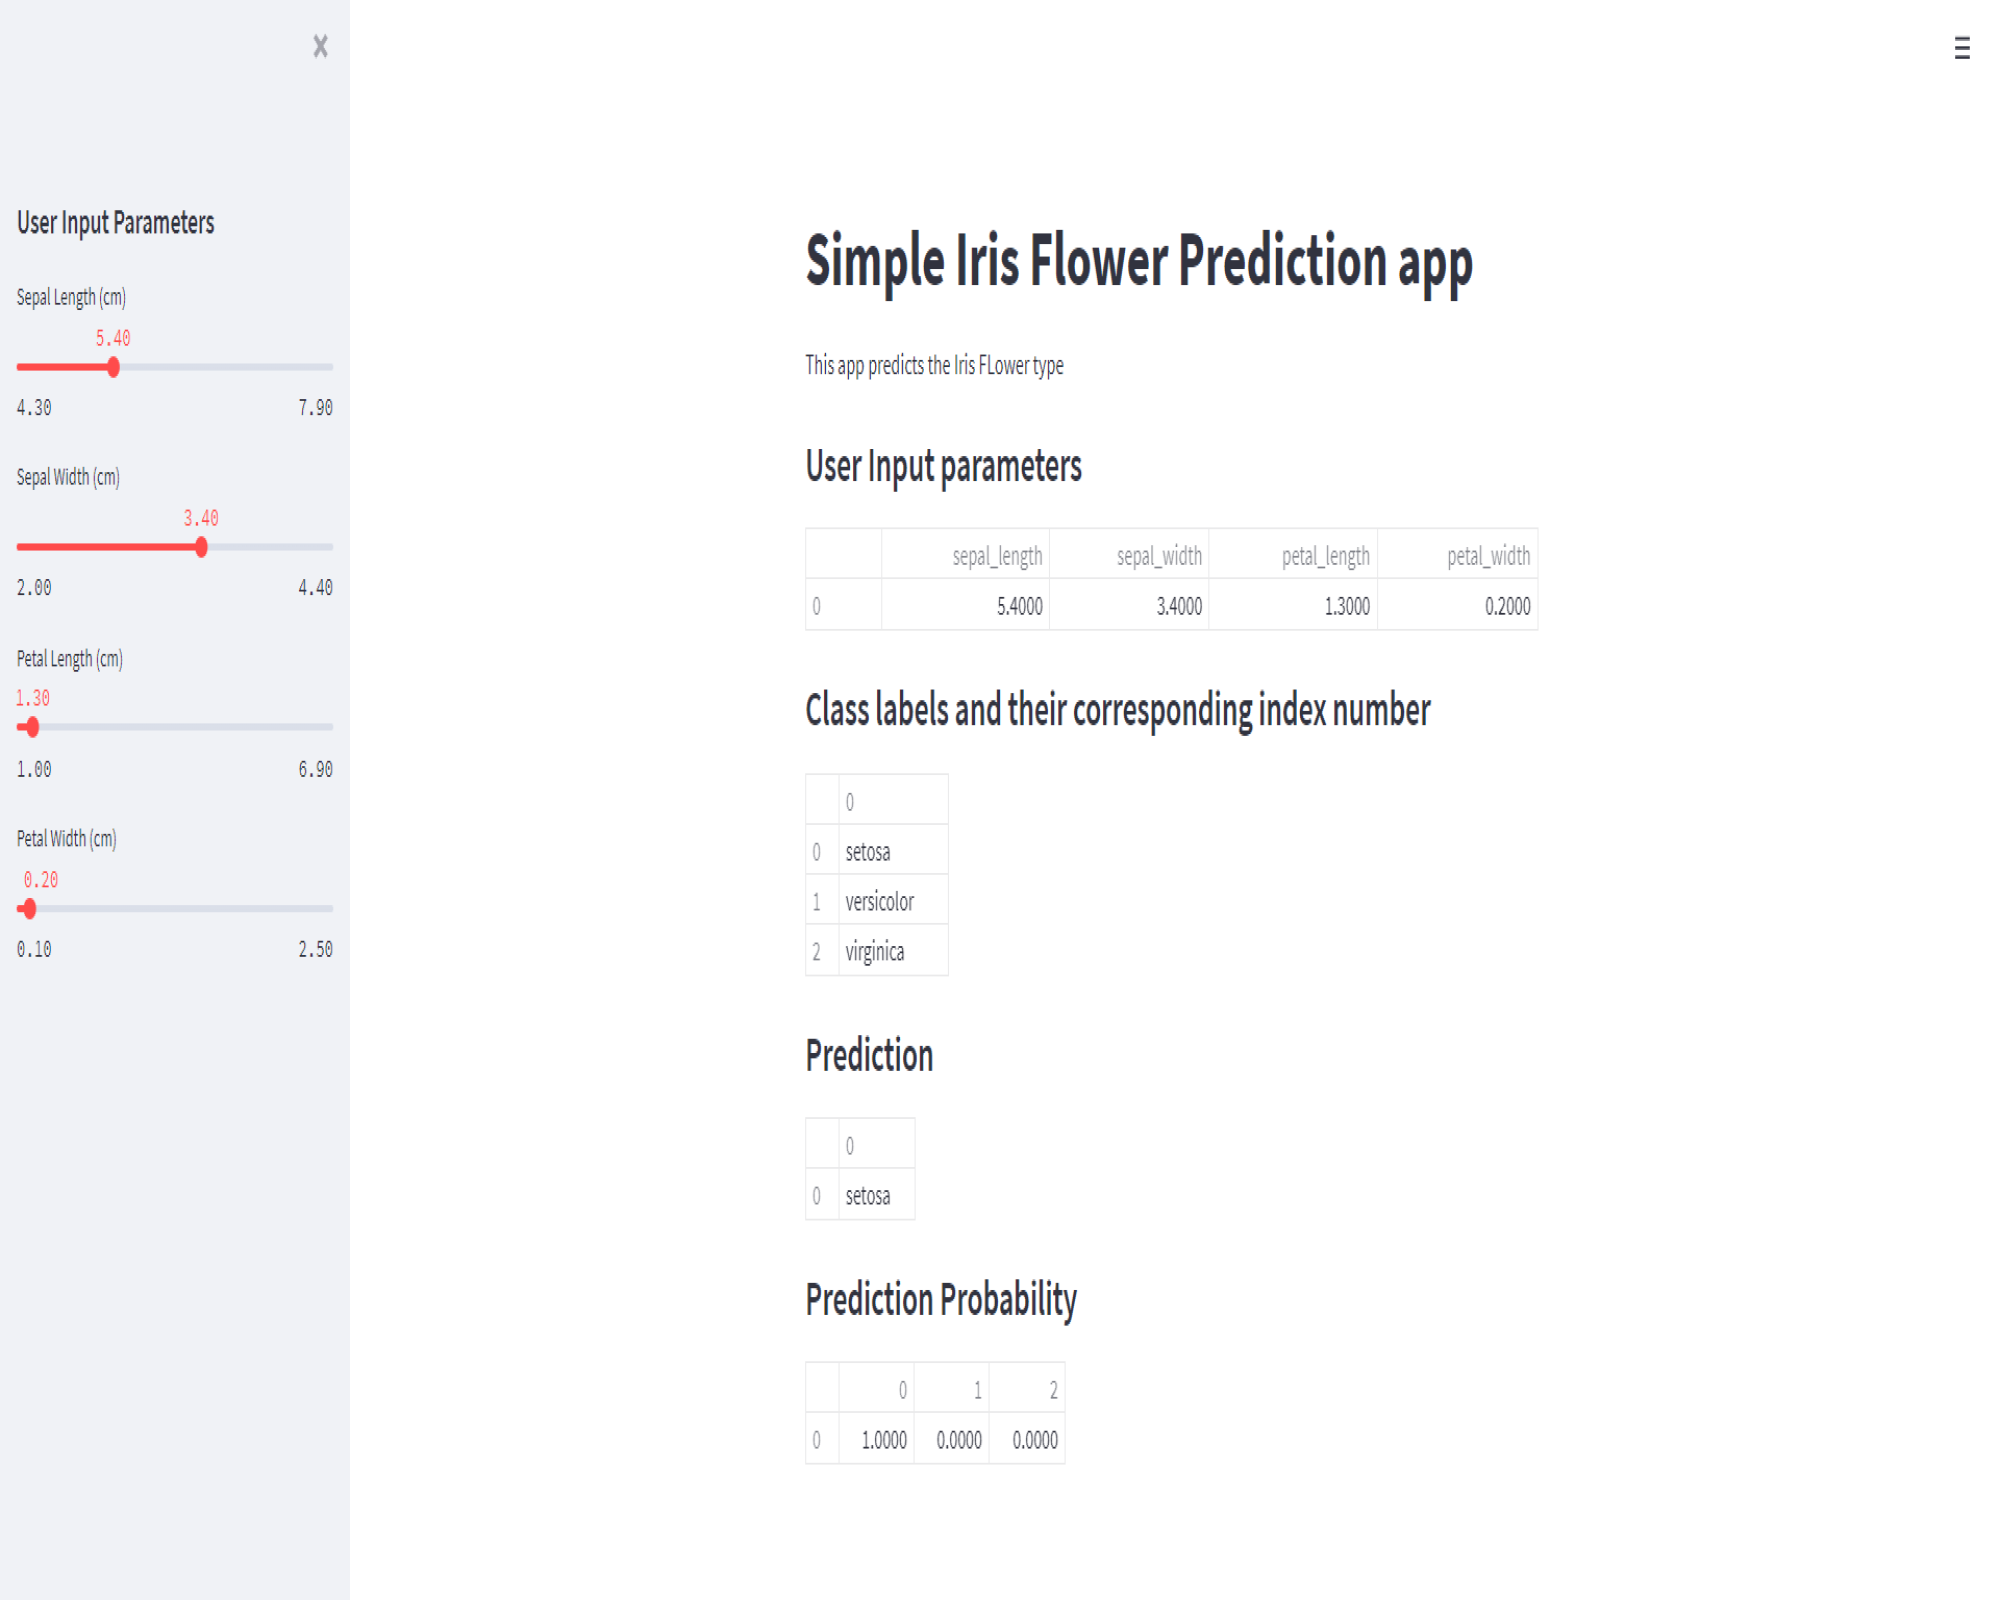 User Input Parameters
Sepal Length (cm)
5.40
4.30 7.90
Sepal Width (cm)
3.40
2.00 4.40
Petal Length (cm)
1.30
1.00 6.90
Petal Width (cm)
0.20
0.10 2.50
Simple Iris Flower Prediction app
This app predicts the Iris FLower type
User Input parameters
sepal_length sepal_width petal_length petal_width
0 5.4000 3.4000 1.3000 0.2000
Class labels and their corresponding index number
0
0 setosa
1 versicolor
2 virginica
Prediction
0
0 setosa
Prediction Probability
0 1 2
0 1.0000 0.0000 0.0000